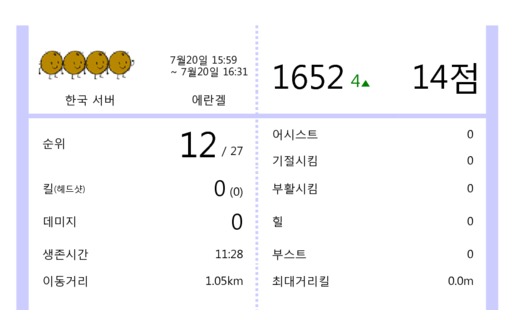 7월20일 15:59
~ 7월20일 16:31
한국 서버
에란겔
1652 4▲
14점
순위 12 / 27
킬(헤드샷) 0 (0)
데미지 0
생존시간 11:28
이동거리 1.05km
어시스트 0
기절시킴 0
부활시킴 0
힐 0
부스트 0
최대거리킬 0.0m